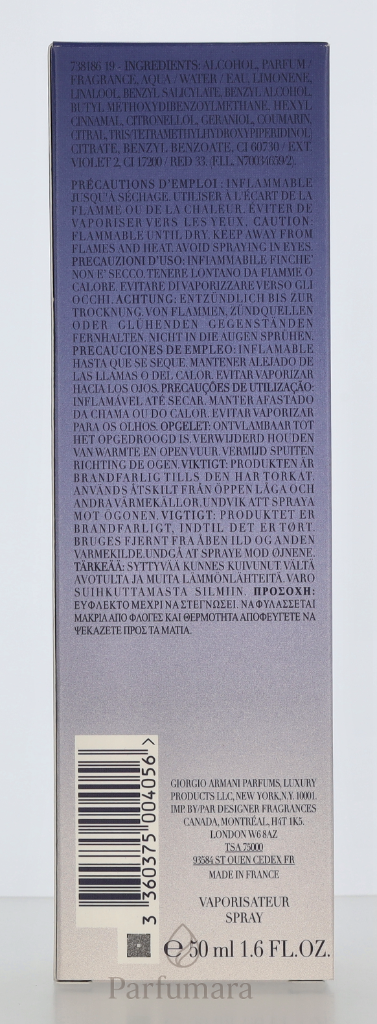 738186 19 - INGREDIENTS: ALCOHOL, PARFUM /
FRAGRANCE, AQUA / WATER / EAU, LIMONENE,
LINALOOL, BENZYL SALICYLATE, BENZYL ALCOHOL,
BUTYL METHOXYDIBENZOYLMETHANE, HEXYL
CINNAMAL, CITRONELLOL, GERANIOL, COUMARIN,
CITRAL, TRIS(TETRAMETHYLHYDROXYPIPERIDINOL)
CITRATE, BENZYL BENZOATE, CI 60730 / EXT.
VIOLET 2, CI 17200 / RED 33. (F.I.L. N70034659/2).
PRÉCAUTIONS D'EMPLOI : INFLAMMABLE
JUSQU'À SÉCHAGE. UTILISER À L'ÉCART DE LA
FLAMME OU DE LA CHALEUR. ÉVITER DE
VAPORISER VERS LES YEUX. CAUTION:
FLAMMABLE UNTIL DRY. KEEP AWAY FROM
FLAMES AND HEAT. AVOID SPRAYING IN EYES.
PRECAUZIONI D'USO: INFIAMMABILE FINCHE'
NON E' SECCO. TENERE LONTANO DA FIAMME O
CALORE. EVITARE DI VAPORIZZARE VERSO GLI
OCCHI. ACHTUNG: ENTZÜNDLICH BIS ZUR
TROCKNUNG. VON FLAMMEN, ZÜNDQUELLEN
ODER GLÜHENDEN GEGENSTÄNDEN
FERNHALTEN. NICHT IN DIE AUGEN SPRÜHEN.
PRECAUCIONES DE EMPLEO: INFLAMABLE
HASTA QUE SE SEQUE. MANTENER ALEJADO DE
LAS LLAMAS O DEL CALOR. EVITAR VAPORIZAR
HACIA LOS OJOS. PRECAUÇÕES DE UTILIZAÇÃO:
INFLAMÁVEL ATÉ SECAR. MANTER AFASTADO
DA CHAMA OU DO CALOR. EVITAR VAPORIZAR
PARA OS OLHOS. OPGELET: ONTVLAMBAAR TOT
HET OPGEDROOGD IS. VERWIJDERD HOUDEN
VAN WARMTE EN OPEN VUUR. VERMIJD SPUITEN
RICHTING DE OGEN. VIKTIGT: PRODUKTEN ÄR
BRANDFARLIG TILLS DEN HAR TORKAT.
ANVÄNDS ÅTSKILT FRÅN ÖPPEN LÅGA OCH
ANDRA VÄRMEKÄLLOR. UNDVIK ATT SPRAYA
MOT ÖGONEN. VIGTIGT: PRODUKTET ER
BRANDFARLIGT, INDTIL DET ER TØRT.
BRUGES FJERNT FRA ÅBEN ILD OG ANDEN
VARMEKILDE. UNDGÅ AT SPRAYE MOD ØJNENE.
TÄRKEÄÄ: SYTTYVÄÄ KUNNES KUIVUNUT. VÄLTÄ
AVOTULTA JA MUITA LÄMMÖNLÄHTEITÄ. VARO
SUIHKUTTAMASTA SILMIIN. ΠΡΟΣΟΧΗ:
ΕΥΦΛΕΚΤΟ ΜΕΧΡΙ ΝΑ ΣΤΕΓΝΩΣΕΙ. ΝΑ ΦΥΛΑΣΣΕΤΑΙ
ΜΑΚΡΙΑ ΑΠΟ ΦΛΟΓΕΣ ΚΑΙ ΘΕΡΜΟΤΗΤΑ ΑΠΟΦΕΥΓΕΤΕ ΝΑ
ΨΕΚΑΖΕΤΕ ΠΡΟΣ ΤΑ ΜΑΤΙΑ.
3 360375 004056 >
GIORGIO ARMANI PARFUMS, LUXURY
PRODUCTS LLC, NEW YORK, N.Y. 10001.
IMP. BY/PAR DESIGNER FRAGRANCES
CANADA, MONTRÉAL, H4T 1K5.
LONDON W6 8AZ
TSA 75000
93584 ST OUEN CEDEX FR
MADE IN FRANCE
VAPORISATEUR
SPRAY
℮ 50 ml 1.6 FL.OZ.
Parfumara